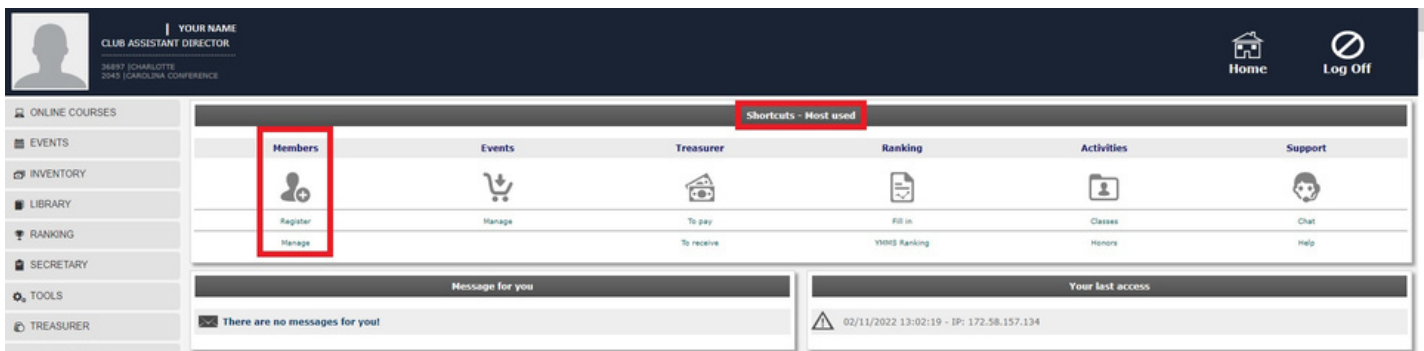 | YOUR NAME
CLUB ASSISTANT DIRECTOR
36897 |CHARLOTTE
2045 |CAROLINA CONFERENCE
Home
Log Off
ONLINE COURSES
EVENTS
INVENTORY
LIBRARY
RANKING
SECRETARY
TOOLS
TREASURER
Shortcuts - Most used
Members Events Treasurer Ranking Activities Support
Register Manage To pay Fill in Classes Chat
Manage To receive YMMS Ranking Honors Help
Message for you
There are no messages for you!
Your last access
02/11/2022 13:02:19 - IP: 172.58.157.134